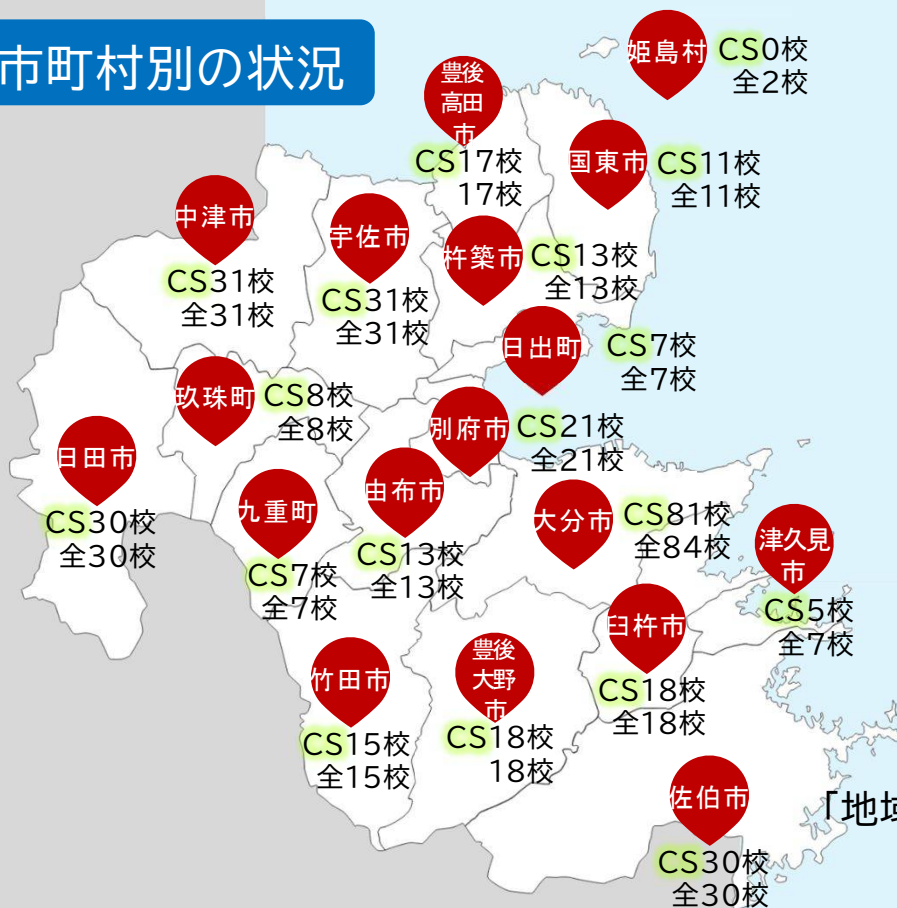 市町村別の状況
姫島村
CS0校
全2校
豊後
高田
市
CS17校
17校
国東市
CS11校
全11校
中津市
CS31校
全31校
宇佐市
CS31校
全31校
杵築市
CS13校
全13校
日出町
CS7校
全7校
玖珠町
CS8校
全8校
別府市
CS21校
全21校
日田市
CS30校
全30校
九重町
CS7校
全7校
由布市
CS13校
全13校
大分市
CS81校
全84校
津久見
市
CS5校
全7校
臼杵市
CS18校
全18校
竹田市
CS15校
全15校
豊後
大野
市
CS18校
18校
佐伯市
CS30校
全30校
「地域